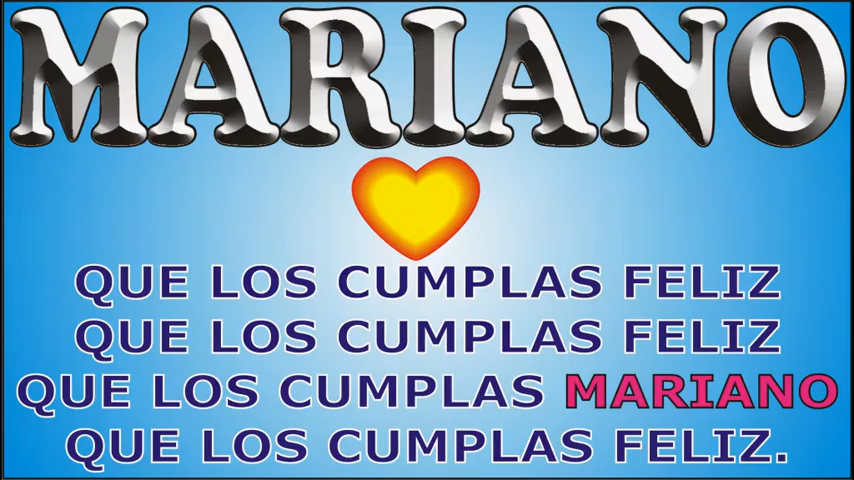 MARIANO
QUE LOS CUMPLAS FELIZ
QUE LOS CUMPLAS FELIZ
QUE LOS CUMPLAS MARIANO
QUE LOS CUMPLAS FELIZ.